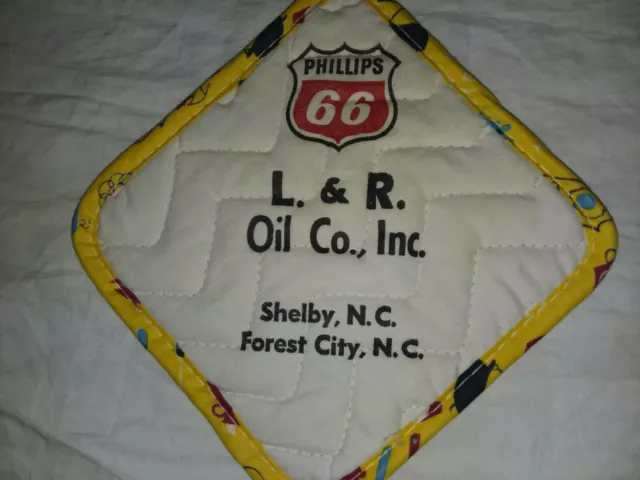 PHILLIPS
66
L. & R.
Oil Co., Inc.
Shelby, N.C.
Forest City, N.C.